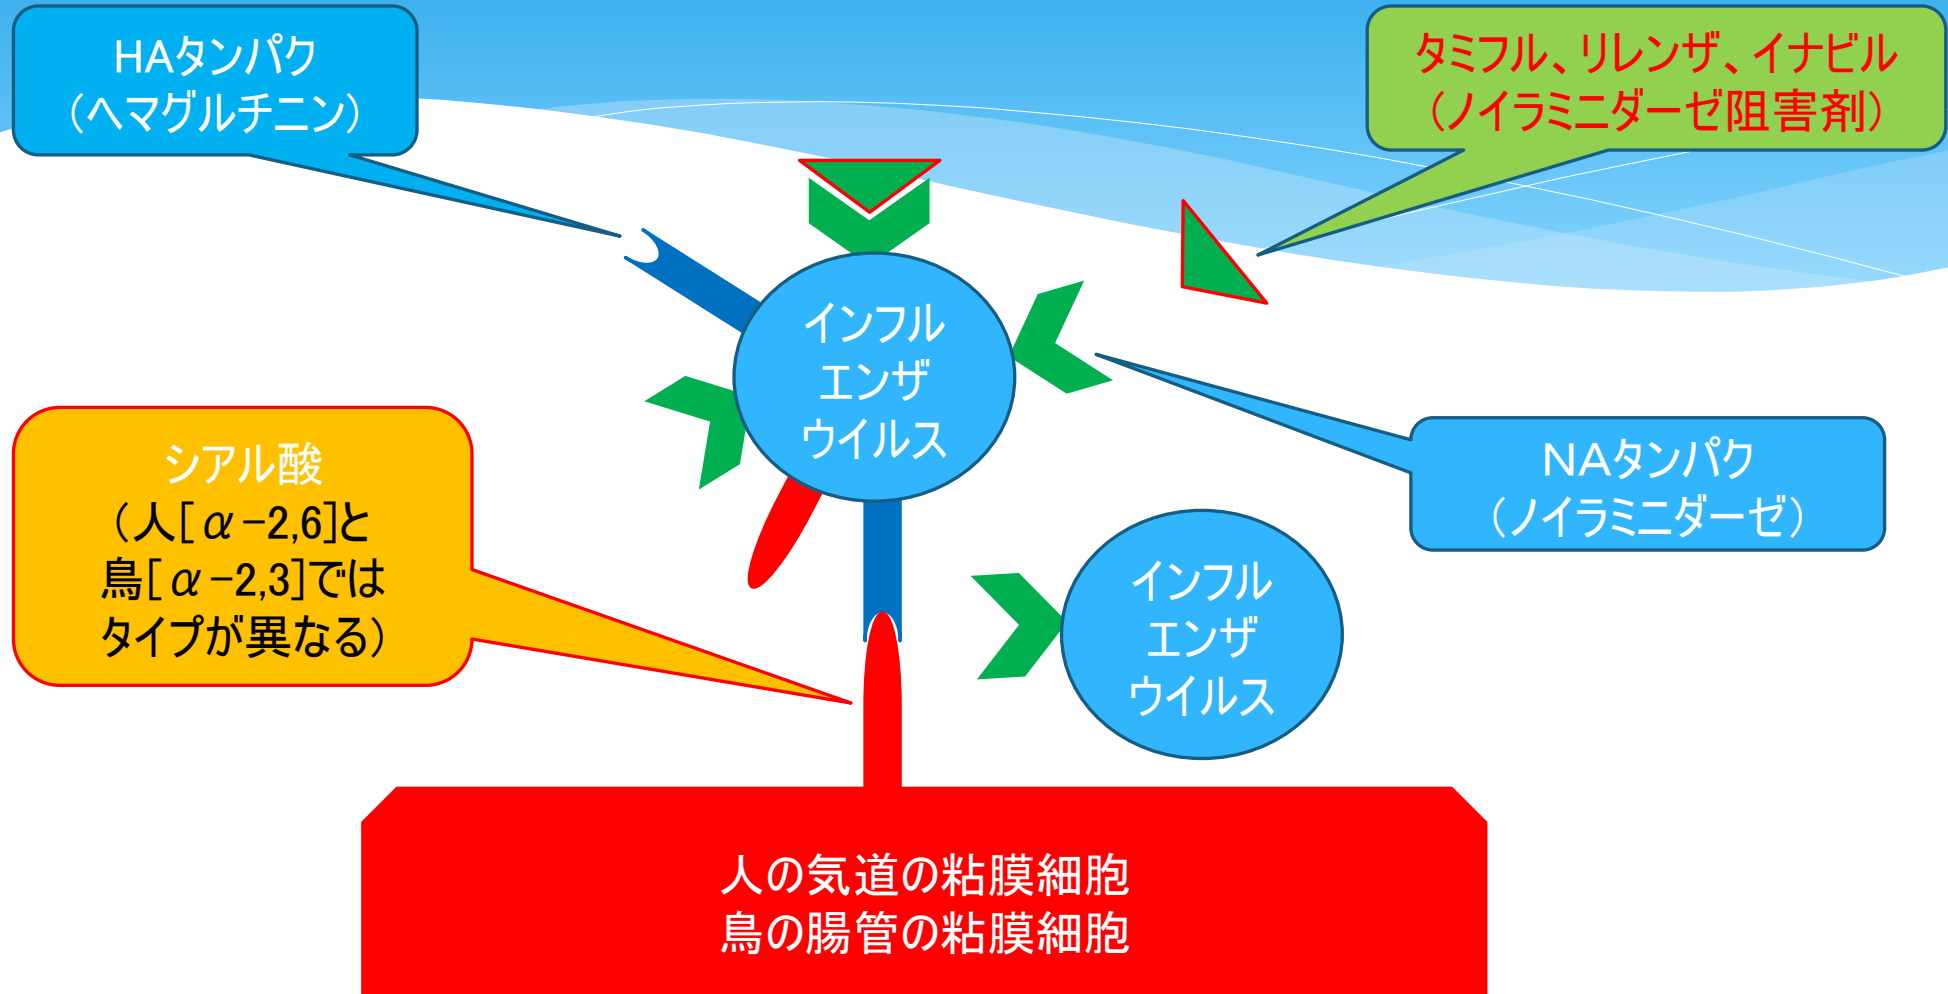 HAタンパク
（ヘマグルチニン）
タミフル、リレンザ、イナビル
（ノイラミニダーゼ阻害剤）
インフル
エンザ
ウイルス
シアル酸
（人[α-2,6]と
鳥[α-2,3]では
タイプが異なる）
NAタンパク
（ノイラミニダーゼ）
インフル
エンザ
ウイルス
人の気道の粘膜細胞
鳥の腸管の粘膜細胞